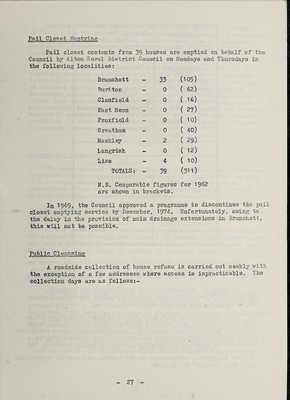 Pail Closet Emptying
Pail closet contents from 39 houses are emptied on behalf of the
Council by Alton Rural District Council on Mondays and Thursdays in
the following localities:
Bramshott - 33 (105)
Buriton - 0 ( 62)
Clanfield - 0 ( 16)
East Meon - 0 ( 27)
Froxfield - 0 ( 10)
Greatham - 0 ( 40)
Hawkley - 2 ( 29)
Langrish - 0 ( 12)
Liss - 4 ( 10)
TOTALS: - 39 (311)
N.B. Comparable figures for 1962
are shown in brackets.
In 1969, the Council approved a programme to discontinue the pail
closet emptying service by December, 1974. Unfortunately, owing to
the delay in the provision of main drainage extensions in Bramshott,
this will not be possible.
Public Cleansing
A roadside collection of house refuse is carried out weekly with
the exception of a few addresses where access is impracticable. The
collection days are as follows:-
- 27 -